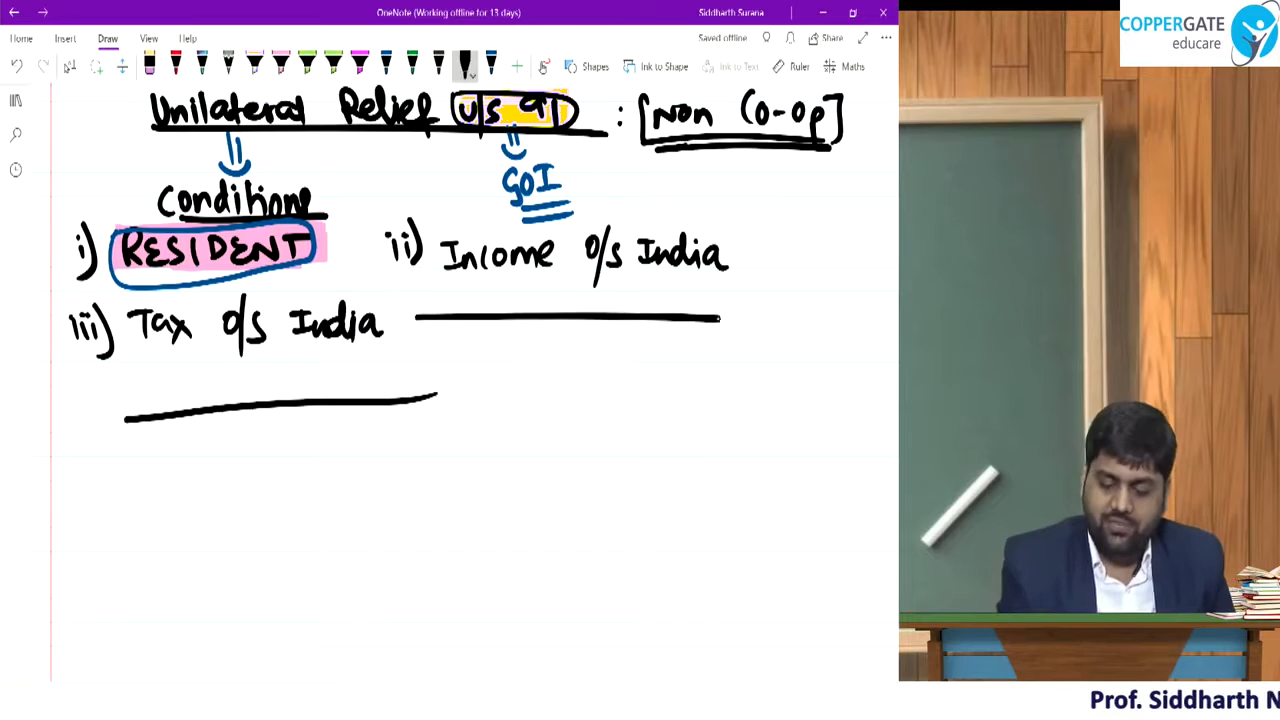 OneNote (Working offline for 13 days)
Siddharth Surana
Home Insert Draw View Help
Saved offline Share
Shapes Ink to Shape Ink to Text Ruler Maths
COPPERGATE
educare
Unilateral Relief u/s 91 : [Non Co-Op]
GOI
Conditions
i) RESIDENT ii) Income o/s India
iii) Tax o/s India
Prof. Siddharth N